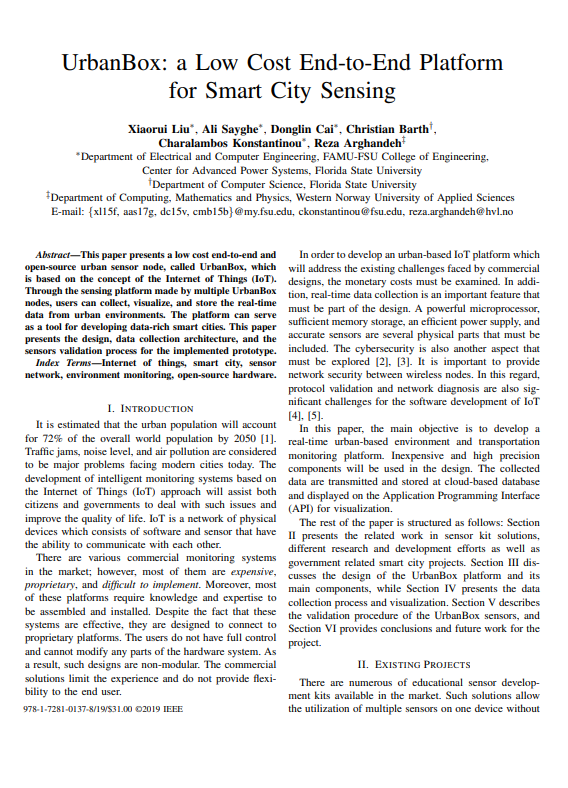 UrbanBox: a Low Cost End-to-End Platform
for Smart City Sensing
Xiaorui Liu*, Ali Sayghe*, Donglin Cai*, Christian Barth†,
Charalambos Konstantinou*, Reza Arghandeh‡
*Department of Electrical and Computer Engineering, FAMU-FSU College of Engineering,
Center for Advanced Power Systems, Florida State University
†Department of Computer Science, Florida State University
‡Department of Computing, Mathematics and Physics, Western Norway University of Applied Sciences
E-mail: {xl15f, aas17g, dc15v, cmb15b}@my.fsu.edu, ckonstantinou@fsu.edu, reza.arghandeh@hvl.no
Abstract—This paper presents a low cost end-to-end and
open-source urban sensor node, called UrbanBox, which
is based on the concept of the Internet of Things (IoT).
Through the sensing platform made by multiple UrbanBox
nodes, users can collect, visualize, and store the real-time
data from urban environments. The platform can serve
as a tool for developing data-rich smart cities. This paper
presents the design, data collection architecture, and the
sensors validation process for the implemented prototype.
Index Terms—Internet of things, smart city, sensor
network, environment monitoring, open-source hardware.
I. INTRODUCTION
It is estimated that the urban population will account
for 72% of the overall world population by 2050 [1].
Traffic jams, noise level, and air pollution are considered
to be major problems facing modern cities today. The
development of intelligent monitoring systems based on
the Internet of Things (IoT) approach will assist both
citizens and governments to deal with such issues and
improve the quality of life. IoT is a network of physical
devices which consists of software and sensor that have
the ability to communicate with each other.
There are various commercial monitoring systems
in the market; however, most of them are expensive,
proprietary, and difficult to implement. Moreover, most
of these platforms require knowledge and expertise to
be assembled and installed. Despite the fact that these
systems are effective, they are designed to connect to
proprietary platforms. The users do not have full control
and cannot modify any parts of the hardware system. As
a result, such designs are non-modular. The commercial
solutions limit the experience and do not provide flexi-
bility to the end user.
978-1-7281-0137-8/19/$31.00 ©2019 IEEE
In order to develop an urban-based IoT platform which
will address the existing challenges faced by commercial
designs, the monetary costs must be examined. In addi-
tion, real-time data collection is an important feature that
must be part of the design. A powerful microprocessor,
sufficient memory storage, an efficient power supply, and
accurate sensors are several physical parts that must be
included. The cybersecurity is also another aspect that
must be explored [2], [3]. It is important to provide
network security between wireless nodes. In this regard,
protocol validation and network diagnosis are also sig-
nificant challenges for the software development of IoT
[4], [5].
In this paper, the main objective is to develop a
real-time urban-based environment and transportation
monitoring platform. Inexpensive and high precision
components will be used in the design. The collected
data are transmitted and stored at cloud-based database
and displayed on the Application Programming Interface
(API) for visualization.
The rest of the paper is structured as follows: Section
II presents the related work in sensor kit solutions,
different research and development efforts as well as
government related smart city projects. Section III dis-
cusses the design of the UrbanBox platform and its
main components, while Section IV presents the data
collection process and visualization. Section V describes
the validation procedure of the UrbanBox sensors, and
Section VI provides conclusions and future work for the
project.
II. EXISTING PROJECTS
There are numerous of educational sensor develop-
ment kits available in the market. Such solutions allow
the utilization of multiple sensors on one device without